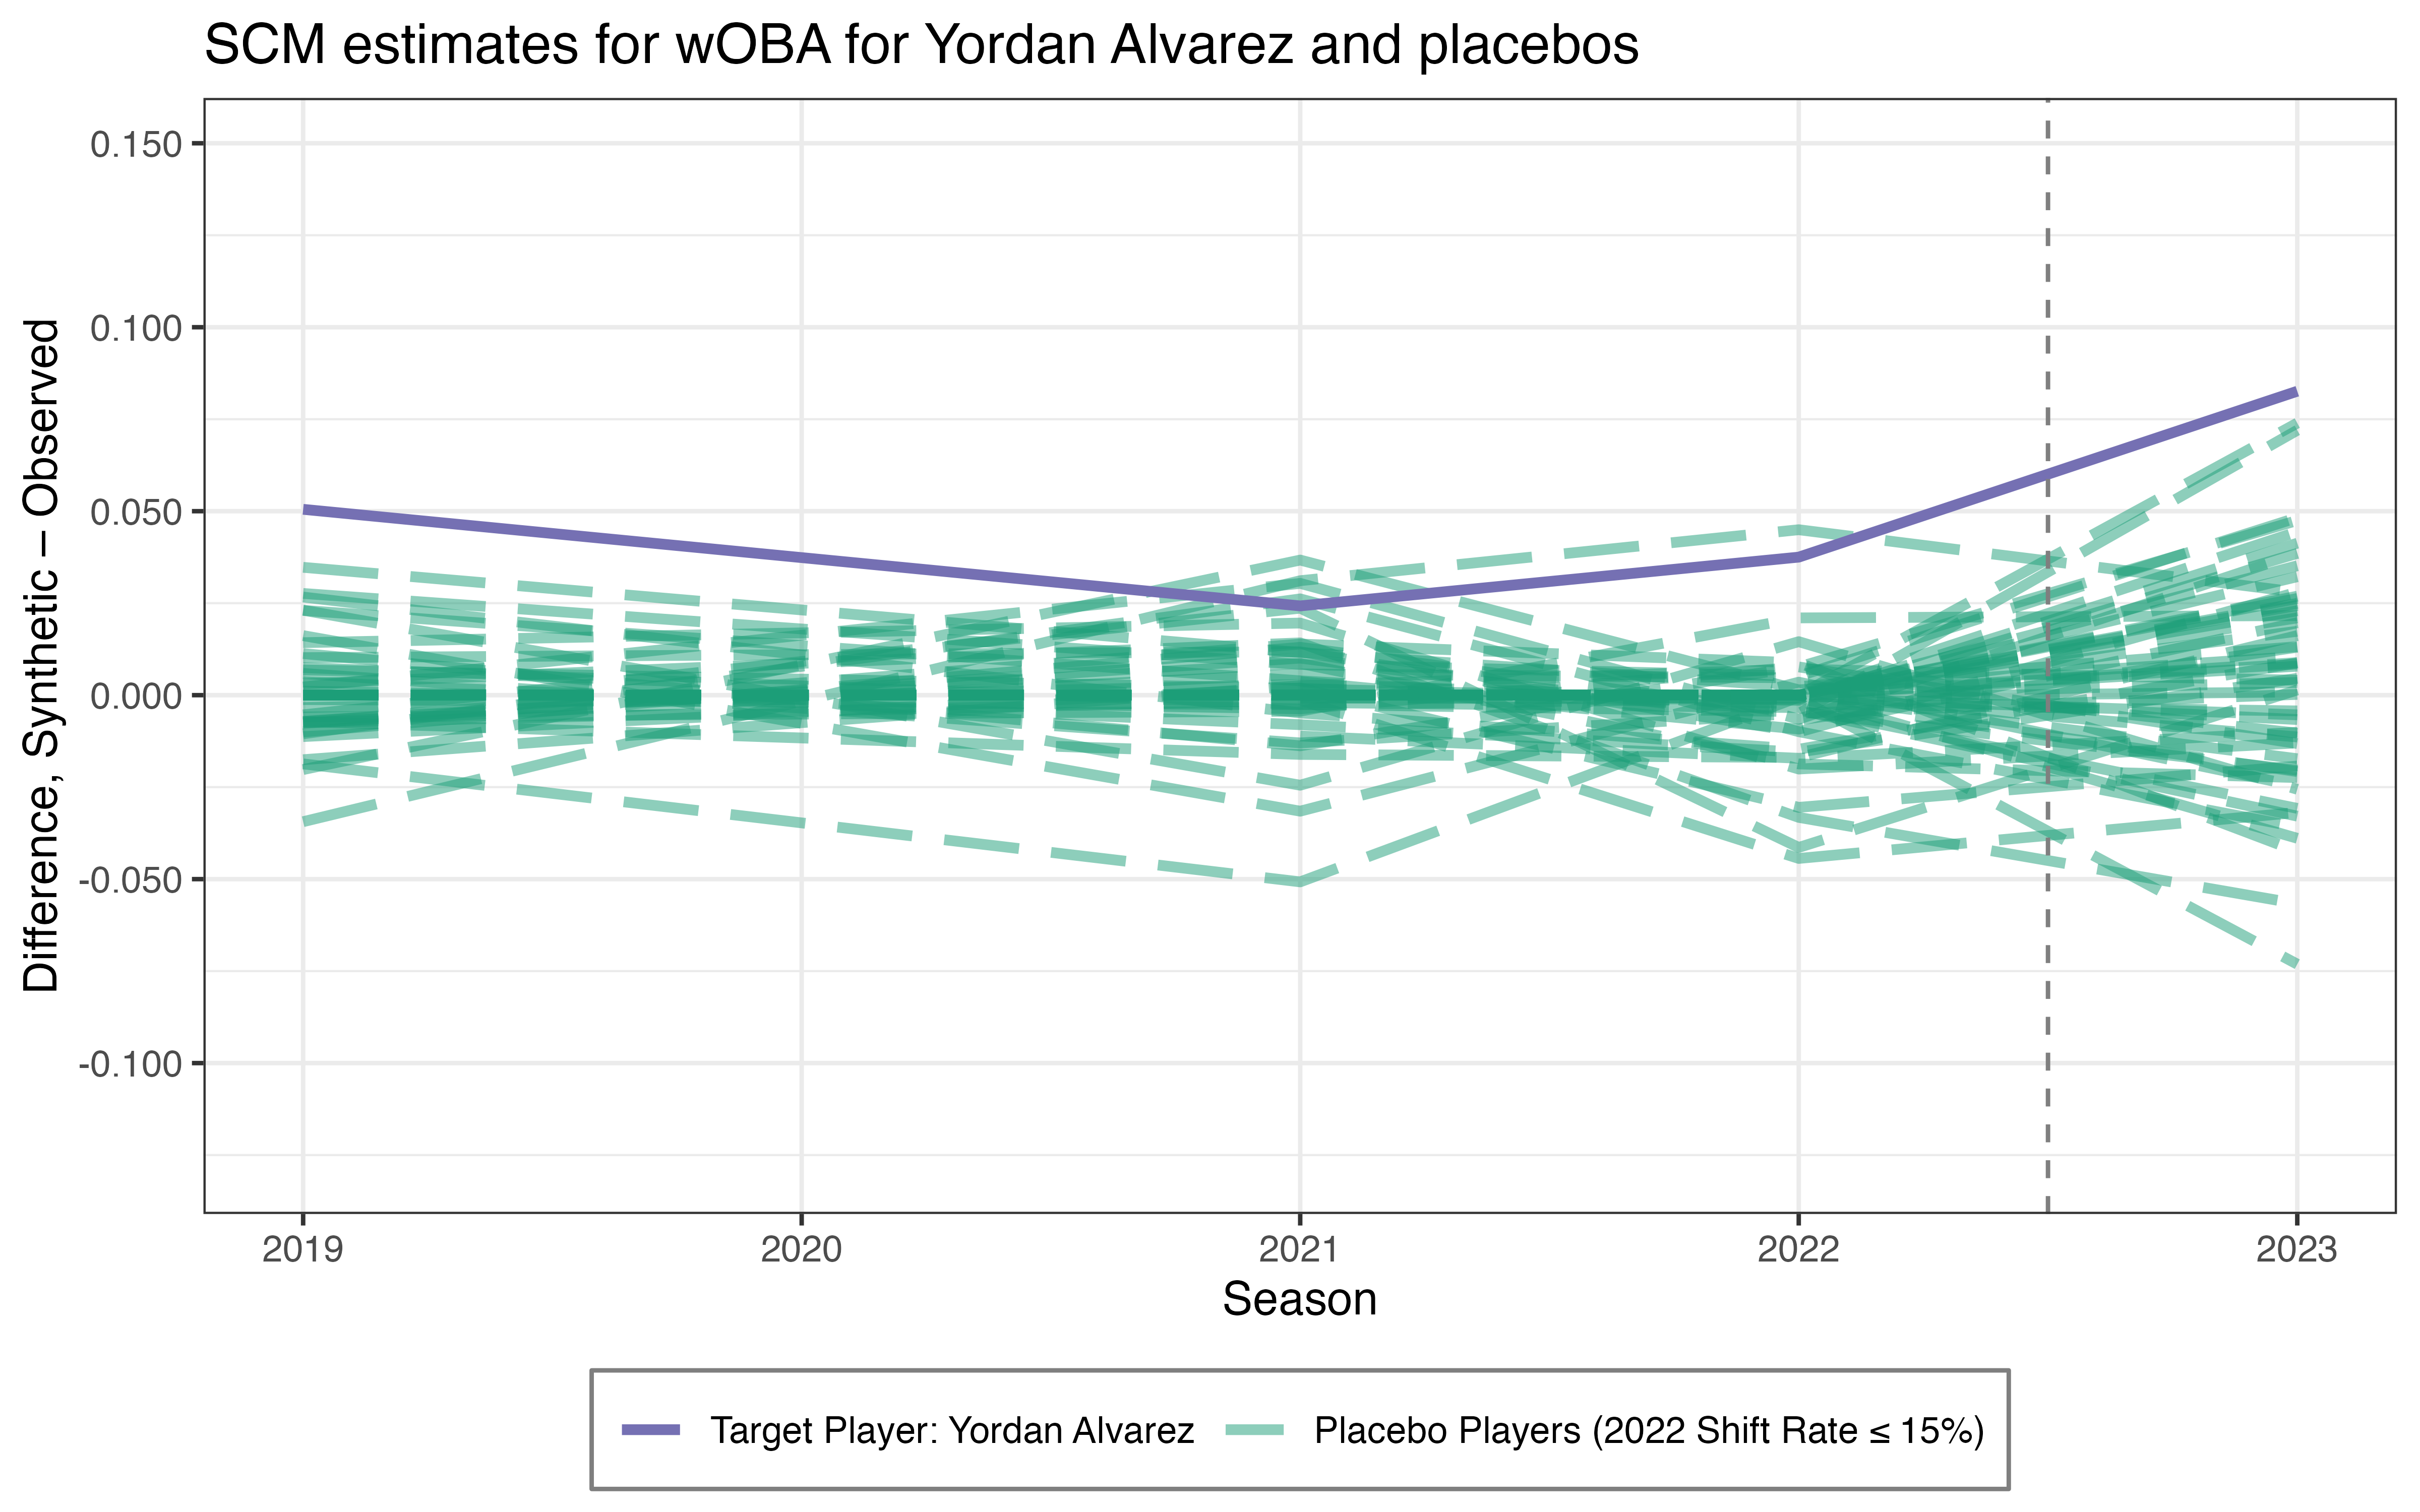 SCM estimates for wOBA for Yordan Alvarez and placebos
Difference, Synthetic – Observed
0.150
0.100
0.050
0.000
-0.050
-0.100
2019 2020 2021 2022 2023
Season
Target Player: Yordan Alvarez Placebo Players (2022 Shift Rate ≤ 15%)